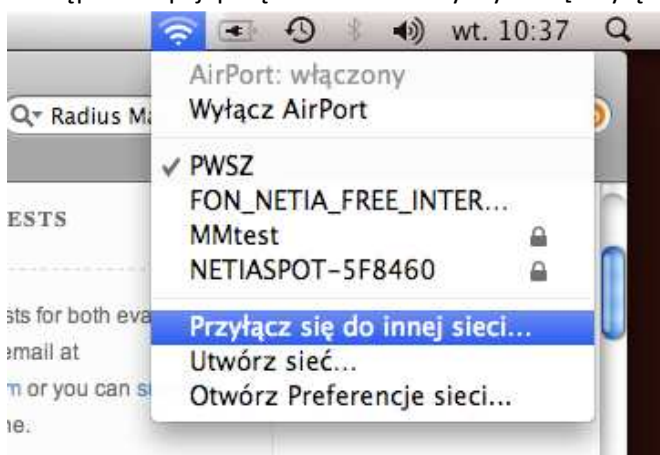 wt. 10:37
AirPort: włączony
Wyłącz AirPort
Radius Ma
✓ PWSZ
FON_NETIA_FREE_INTER...
MMtest
NETIASPOT-5F8460
Przyłącz się do innej sieci...
Utwórz sieć...
Otwórz Preferencje sieci...
ESTS
sts for both eva
email at
m or you can s
ne.